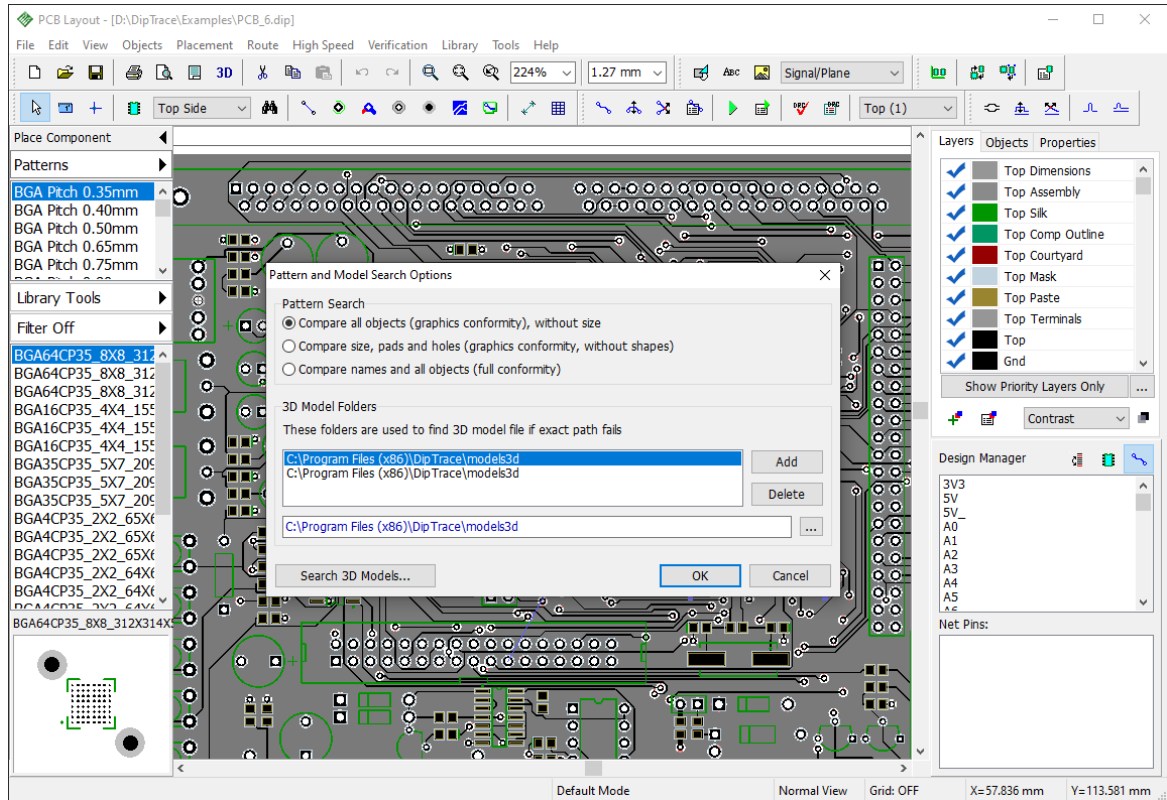 PCB Layout - [D:\DipTrace\Examples\PCB_6.dip]
File Edit View Objects Placement Route High Speed Verification Library Tools Help
3D 224% 1.27 mm ABC Signal/Plane
Top Side Top (1)
Place Component
Patterns
BGA Pitch 0.35mm
BGA Pitch 0.40mm
BGA Pitch 0.50mm
BGA Pitch 0.65mm
BGA Pitch 0.75mm
Library Tools
Filter Off
BGA64CP35_8X8_312
BGA64CP35_8X8_312
BGA64CP35_8X8_312
BGA16CP35_4X4_155
BGA16CP35_4X4_155
BGA16CP35_4X4_155
BGA35CP35_5X7_209
BGA35CP35_5X7_209
BGA35CP35_5X7_209
BGA4CP35_2X2_65X6
BGA4CP35_2X2_65X6
BGA4CP35_2X2_65X6
BGA4CP35_2X2_64X6
BGA4CP35_2X2_64X6
BGA4CP35_2X2_64X6
BGA64CP35_8X8_312X314X5
Pattern and Model Search Options
Pattern Search
Compare all objects (graphics conformity), without size
Compare size, pads and holes (graphics conformity, without shapes)
Compare names and all objects (full conformity)
3D Model Folders
These folders are used to find 3D model file if exact path fails
C:\Program Files (x86)\DipTrace\models3d
C:\Program Files (x86)\DipTrace\models3d
Add
Delete
C:\Program Files (x86)\DipTrace\models3d
...
Search 3D Models...
OK
Cancel
Layers Objects Properties
Top Dimensions
Top Assembly
Top Silk
Top Comp Outline
Top Courtyard
Top Mask
Top Paste
Top Terminals
Top
Gnd
Show Priority Layers Only ...
Contrast
Design Manager
3V3
5V
5V_
A0
A1
A2
A3
A4
A5
A6
Net Pins:
Default Mode Normal View Grid: OFF X=57.836 mm Y=113.581 mm